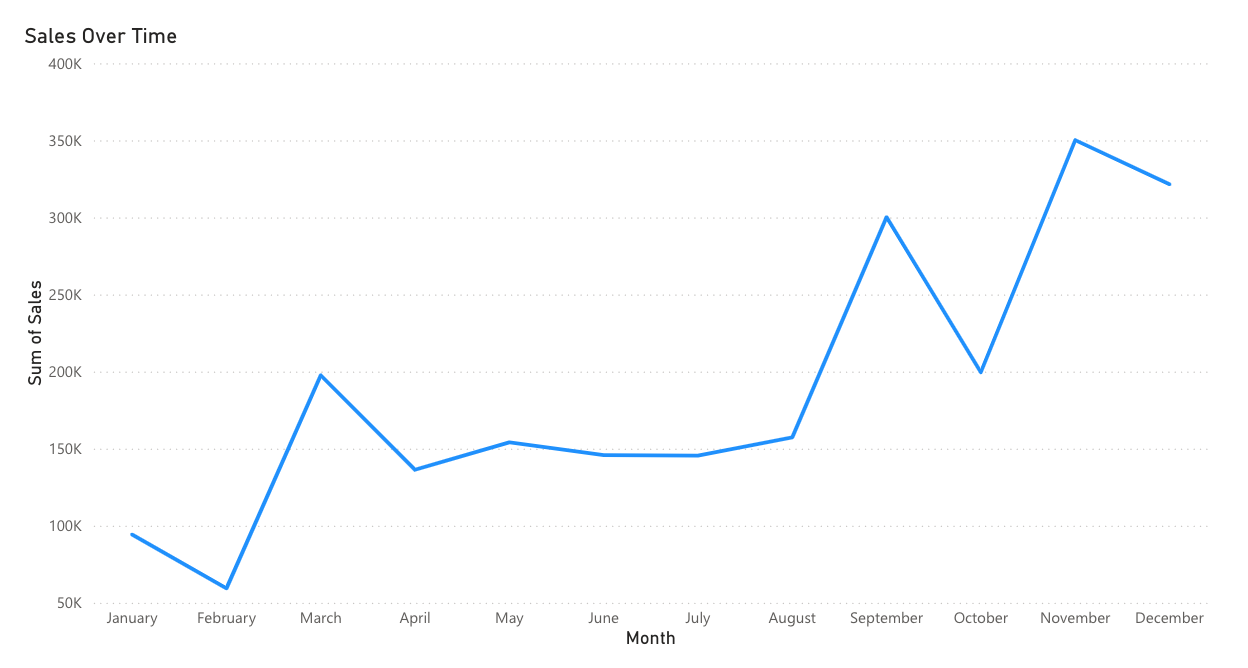 Sales Over Time
400K
350K
300K
250K
200K
150K
100K
50K
Sum of Sales
January February March April May June July August September October November December
Month